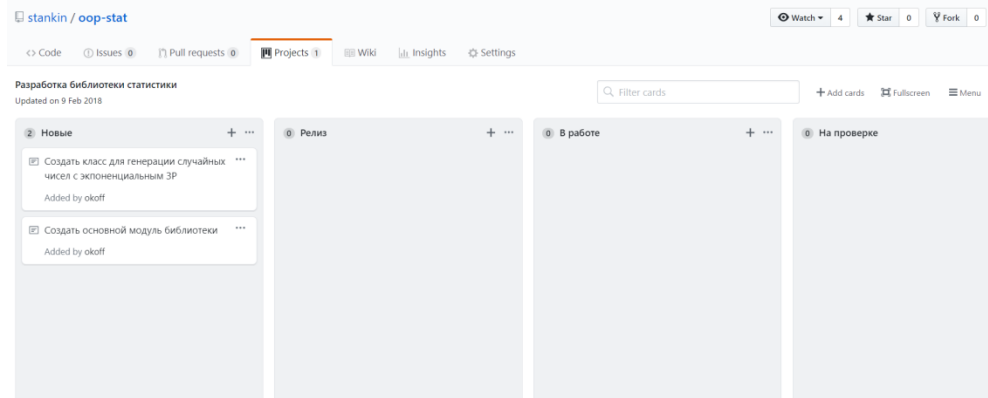 stankin / oop-stat
Watch 4 Star 0 Fork 0
Code Issues 0 Pull requests 0 Projects 1 Wiki Insights Settings
Разработка библиотеки статистики
Updated on 9 Feb 2018
Filter cards
Add cards Fullscreen Menu
2 Новые
Создать класс для генерации случайных
чисел с экпоненциальным ЗР
Added by okoff
Создать основной модуль библиотеки
Added by okoff
0 Релиз
0 В работе
0 На проверке